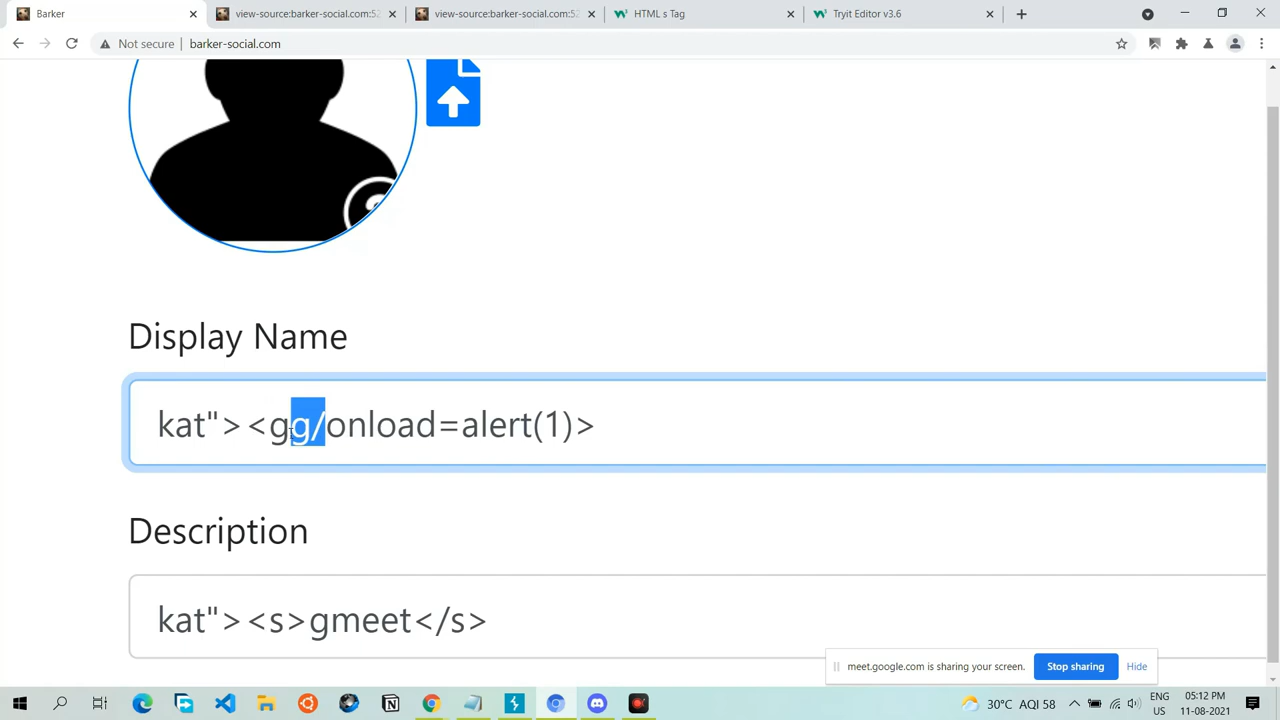 Barker
view-source:barker-social.com:52
view-source:barker-social.com:52
HTML s Tag
Tryit Editor v3.6
Not secure
barker-social.com
Display Name
kat"><gg/onload=alert(1)>
Description
kat"><s>gmeet</s>
meet.google.com is sharing your screen.
Stop sharing
Hide
30°C AQI 58
ENG
US
05:12 PM
11-08-2021